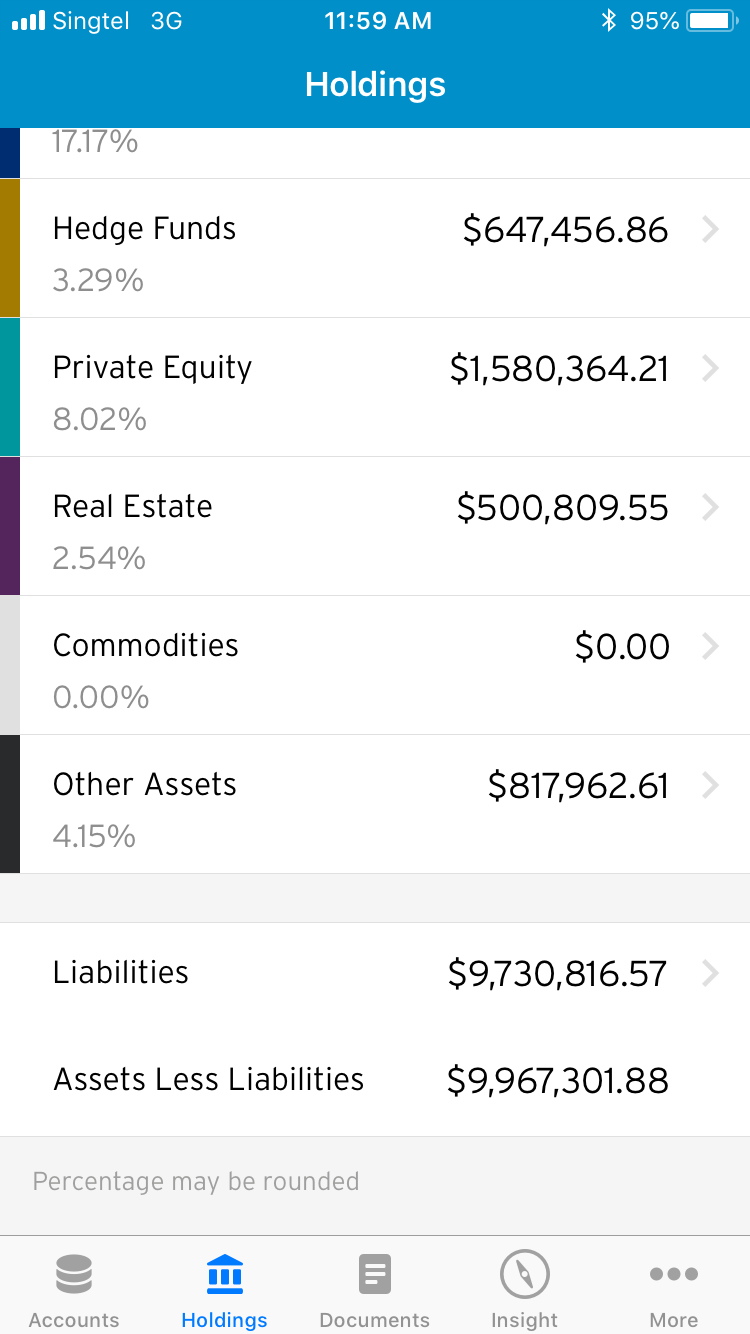 Singtel 3G 11:59 AM 95%
Holdings
17.17%
Hedge Funds $647,456.86
3.29%
Private Equity $1,580,364.21
8.02%
Real Estate $500,809.55
2.54%
Commodities $0.00
0.00%
Other Assets $817,962.61
4.15%
Liabilities $9,730,816.57
Assets Less Liabilities $9,967,301.88
Percentage may be rounded
Accounts Holdings Documents Insight More